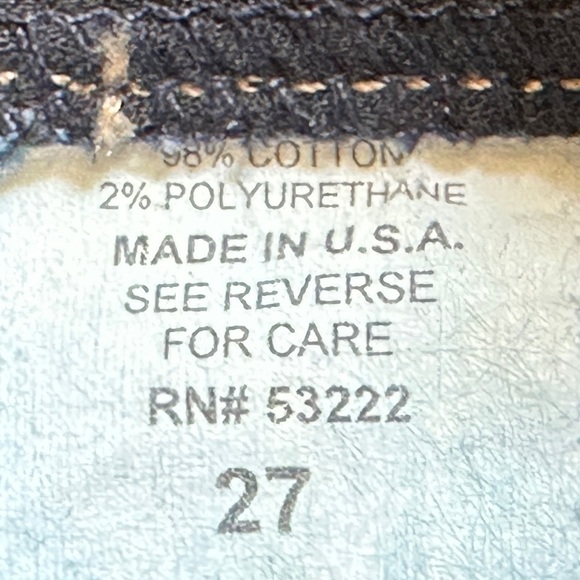 98% COTTON
2% POLYURETHANE
MADE IN U.S.A.
SEE REVERSE
FOR CARE
RN# 53222
27